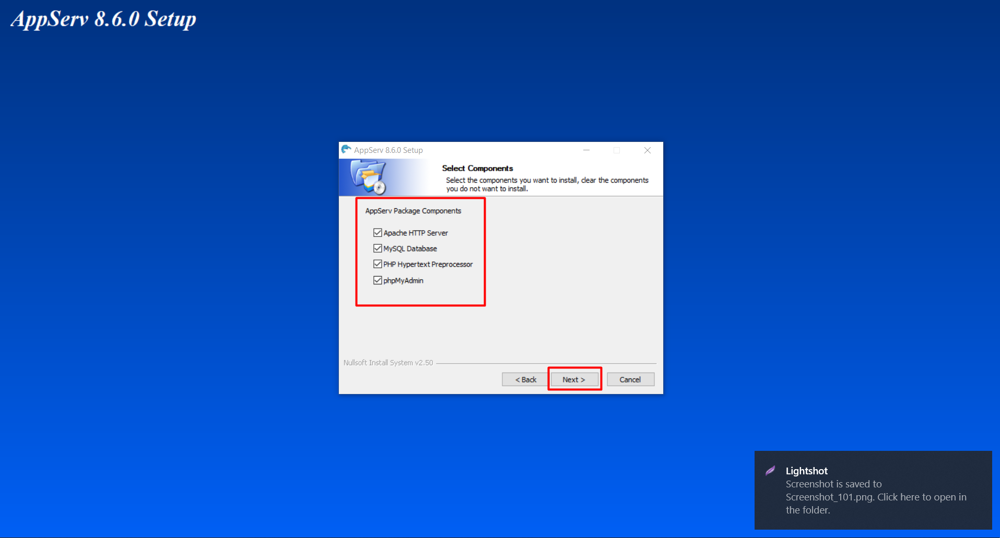 AppServ 8.6.0 Setup
AppServ 8.6.0 Setup
Select Components
Select the components you want to install, clear the components
you do not want to install.
AppServ Package Components
Apache HTTP Server
MySQL Database
PHP Hypertext Preprocessor
phpMyAdmin
Nullsoft Install System v2.50
< Back
Next >
Cancel
Lightshot
Screenshot is saved to
Screenshot_101.png. Click here to open in
the folder.